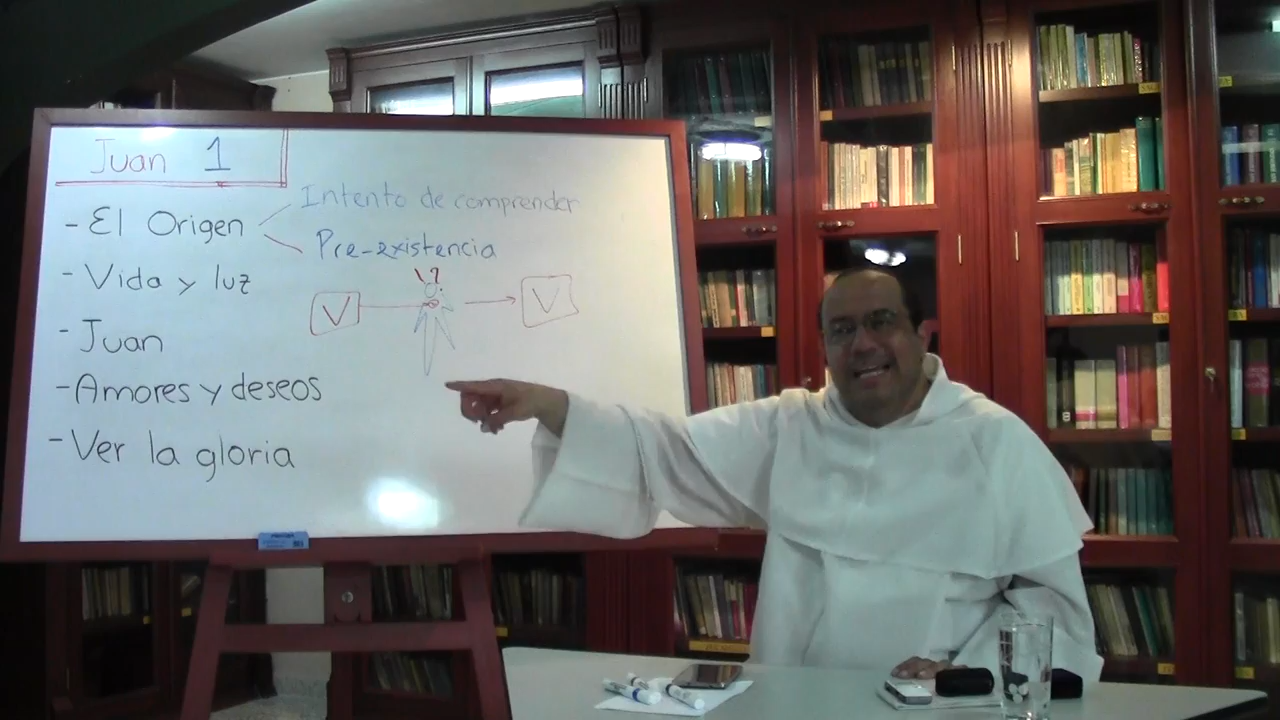 Juan 1
- El Origen
Intento de comprender
Pre-existencia
- Vida y luz
?
V
V
- Juan
- Amores y deseos
- Ver la gloria